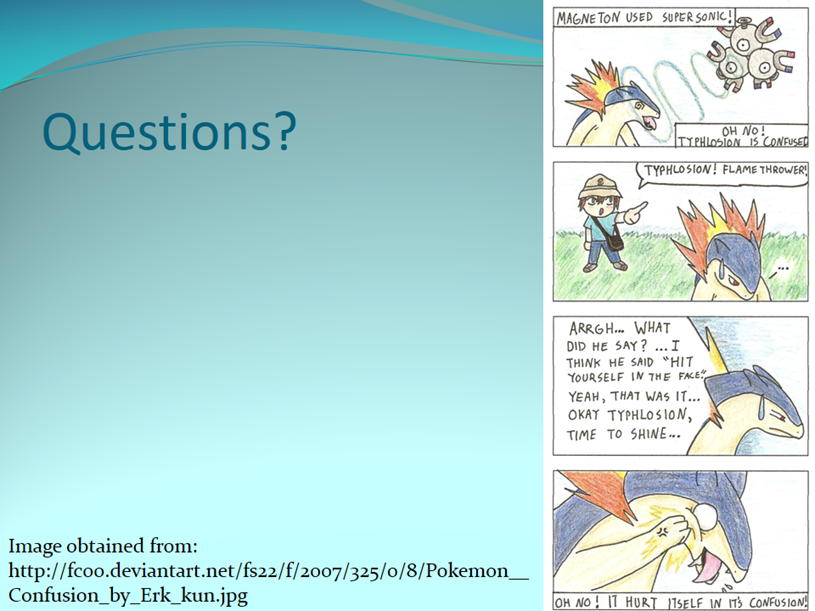 Questions?
Image obtained from:
http://fc00.deviantart.net/fs22/f/2007/325/0/8/Pokemon__
Confusion_by_Erk_kun.jpg
MAGNETON USED SUPERSONIC!
OH NO!
TYPHLOSION IS CONFUSED
TYPHLOSION! FLAMETHROWER!
...
ARRGH... WHAT
DID HE SAY? ...I
THINK HE SAID "HIT
YOURSELF IN THE FACE".
YEAH, THAT WAS IT...
OKAY TYPHLOSION,
TIME TO SHINE...
OH NO! IT HURT ITSELF IN IT'S CONFUSION!